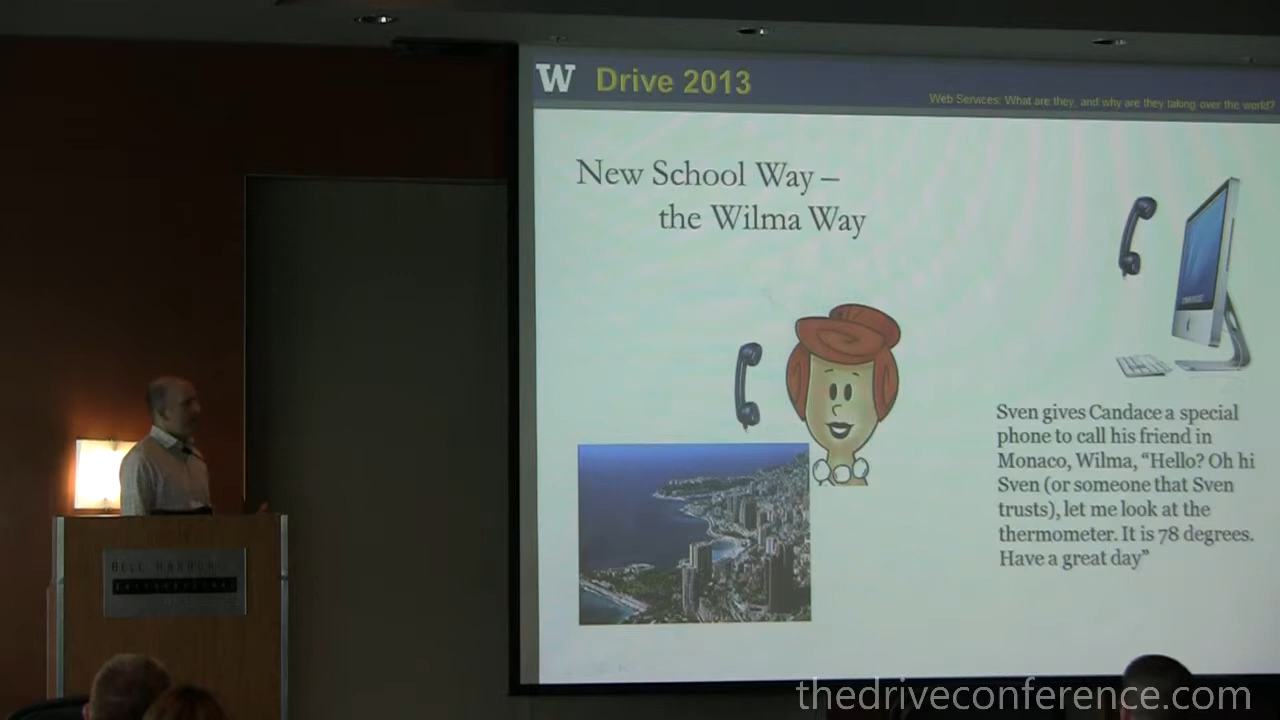 W Drive 2013
Web Services: What are they, and why are they taking over the world?
New School Way –
the Wilma Way
Sven gives Candace a special
phone to call his friend in
Monaco, Wilma, “Hello? Oh hi
Sven (or someone that Sven
trusts), let me look at the
thermometer. It is 78 degrees.
Have a great day”
BELL HARBOR
INTERNATIONAL
thedriveconference.com